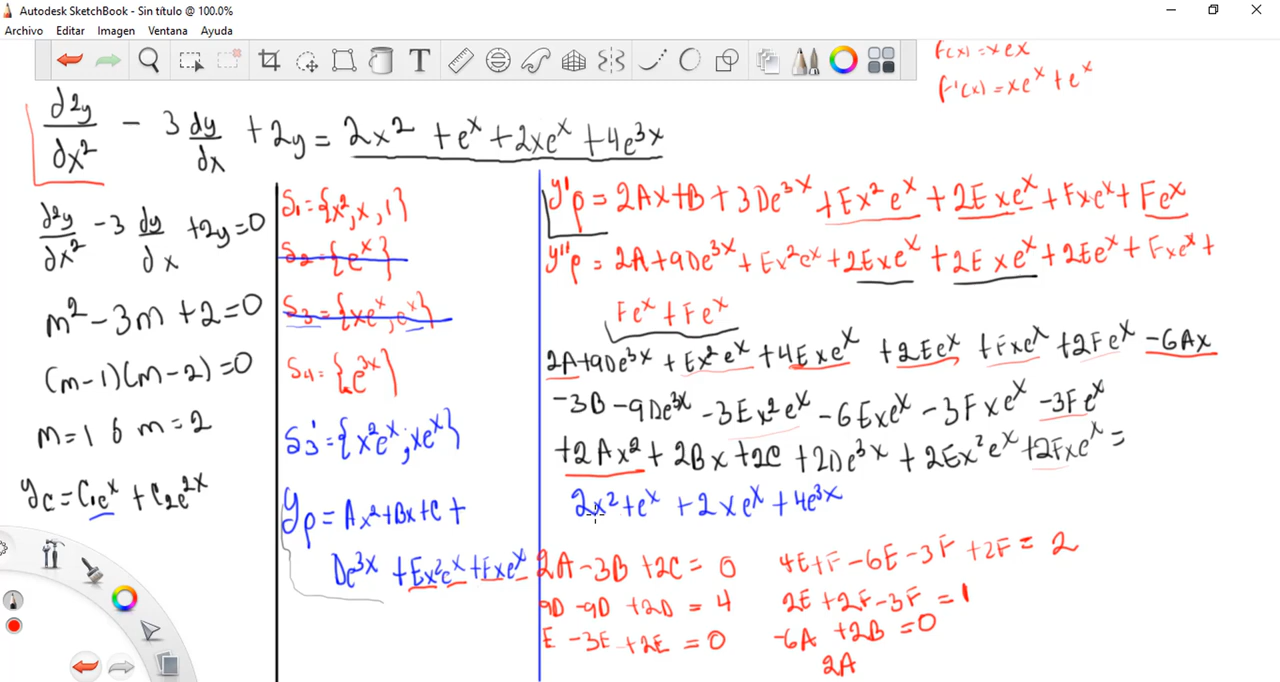 Autodesk SketchBook - Sin título @ 100.0%
Archivo Editar Imagen Ventana Ayuda
f(x) = x ex
f'(x) = xe^x + e^x
∂2y/∂x² - 3 dy/dx + 2y = 2x² + e^x + 2xe^x + 4e^3x
∂2y/∂x² - 3 dy/dx + 2y = 0
m² - 3m + 2 = 0
(m-1)(m-2) = 0
m = 1 ó m = 2
yc = C1e^x + C2e^2x
S1 = {x², x, 1}
S2 = {e^x}
S3 = {xe^x, e^x}
S4 = {e^3x}
S3' = {x²e^x, xe^x}
yp = Ax² + Bx + C +
De^3x + Ex²e^x + Fxe^x
y'p = 2Ax + B + 3De^3x + Ex²e^x + 2Exe^x + Fxe^x + Fe^x
y''p = 2A + 9De^3x + Ex²e^x + 2Exe^x + 2Exe^x + 2Ee^x + Fxe^x +
Fe^x + Fe^x
2A + 9De^3x + Ex²e^x + 4Exe^x + 2Ee^x + Fxe^x + 2Fe^x - 6Ax
-3B - 9De^3x - 3Ex²e^x - 6Exe^x - 3Fxe^x - 3Fe^x
+2Ax² + 2Bx + 2C + 2De^3x + 2Ex²e^x + 2Fxe^x =
2x² + e^x + 2xe^x + 4e^3x
2A - 3B + 2C = 0
9D - 9D + 2D = 4
E - 3E + 2E = 0
4E + F - 6E - 3F + 2F = 2
2E + 2F - 3F = 1
-6A + 2B = 0
2A